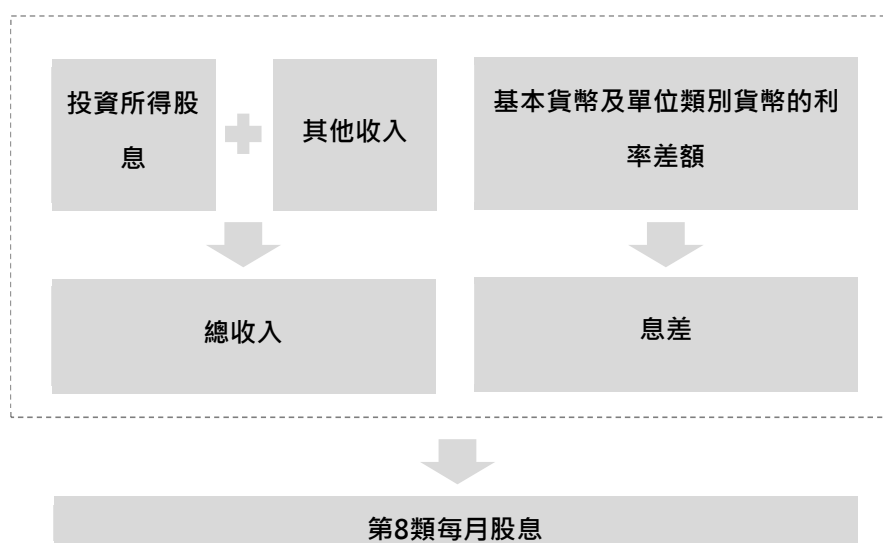 投資所得股
息
其他收入
基本貨幣及單位類別貨幣的利
率差額
總收入
息差
第8類每月股息